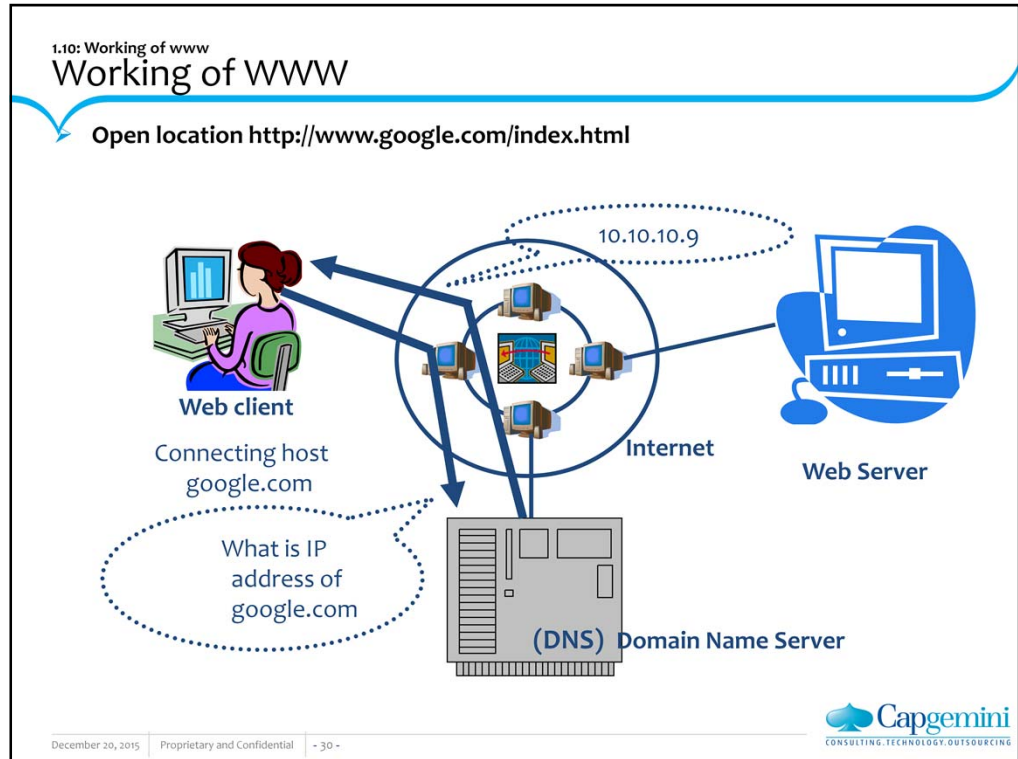 1.10: Working of www
Working of WWW
Open location http://www.google.com/index.html
10.10.10.9
Web client
Connecting host
google.com
Internet
Web Server
What is IP
address of
google.com
(DNS) Domain Name Server
December 20, 2015 Proprietary and Confidential - 30 -
Capgemini
CONSULTING.TECHNOLOGY.OUTSOURCING